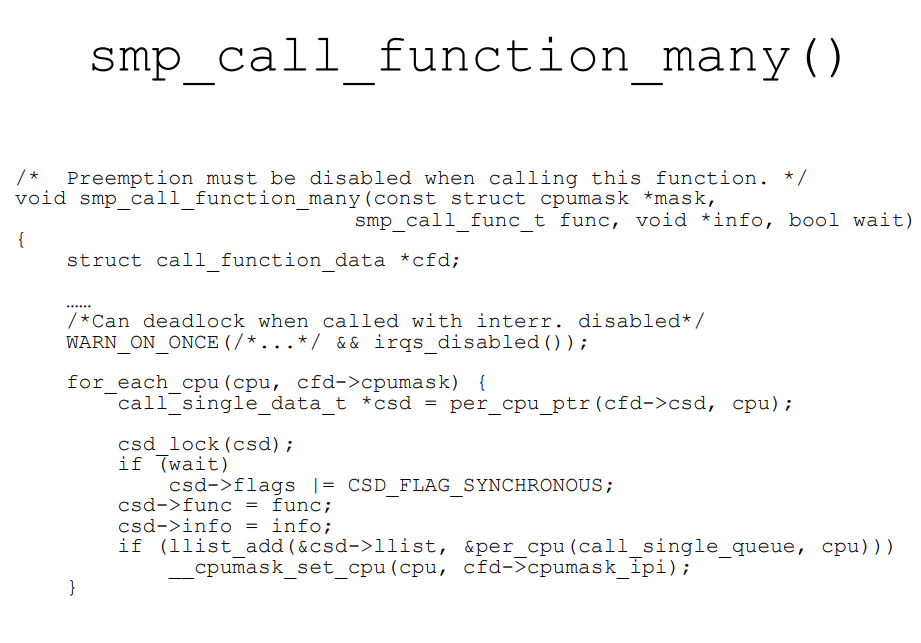 smp_call_function_many()
/*  Preemption must be disabled when calling this function. */
void smp_call_function_many(const struct cpumask *mask,
                           smp_call_func_t func, void *info, bool wait)
{
    struct call_function_data *cfd;
    ……
    /*Can deadlock when called with interr. disabled*/
    WARN_ON_ONCE(/*...*/ && irqs_disabled());
    for_each_cpu(cpu, cfd->cpumask) {
        call_single_data_t *csd = per_cpu_ptr(cfd->csd, cpu);
        csd_lock(csd);
        if (wait)
            csd->flags |= CSD_FLAG_SYNCHRONOUS;
        csd->func = func;
        csd->info = info;
        if (llist_add(&csd->llist, &per_cpu(call_single_queue, cpu)))
            __cpumask_set_cpu(cpu, cfd->cpumask_ipi);
    }